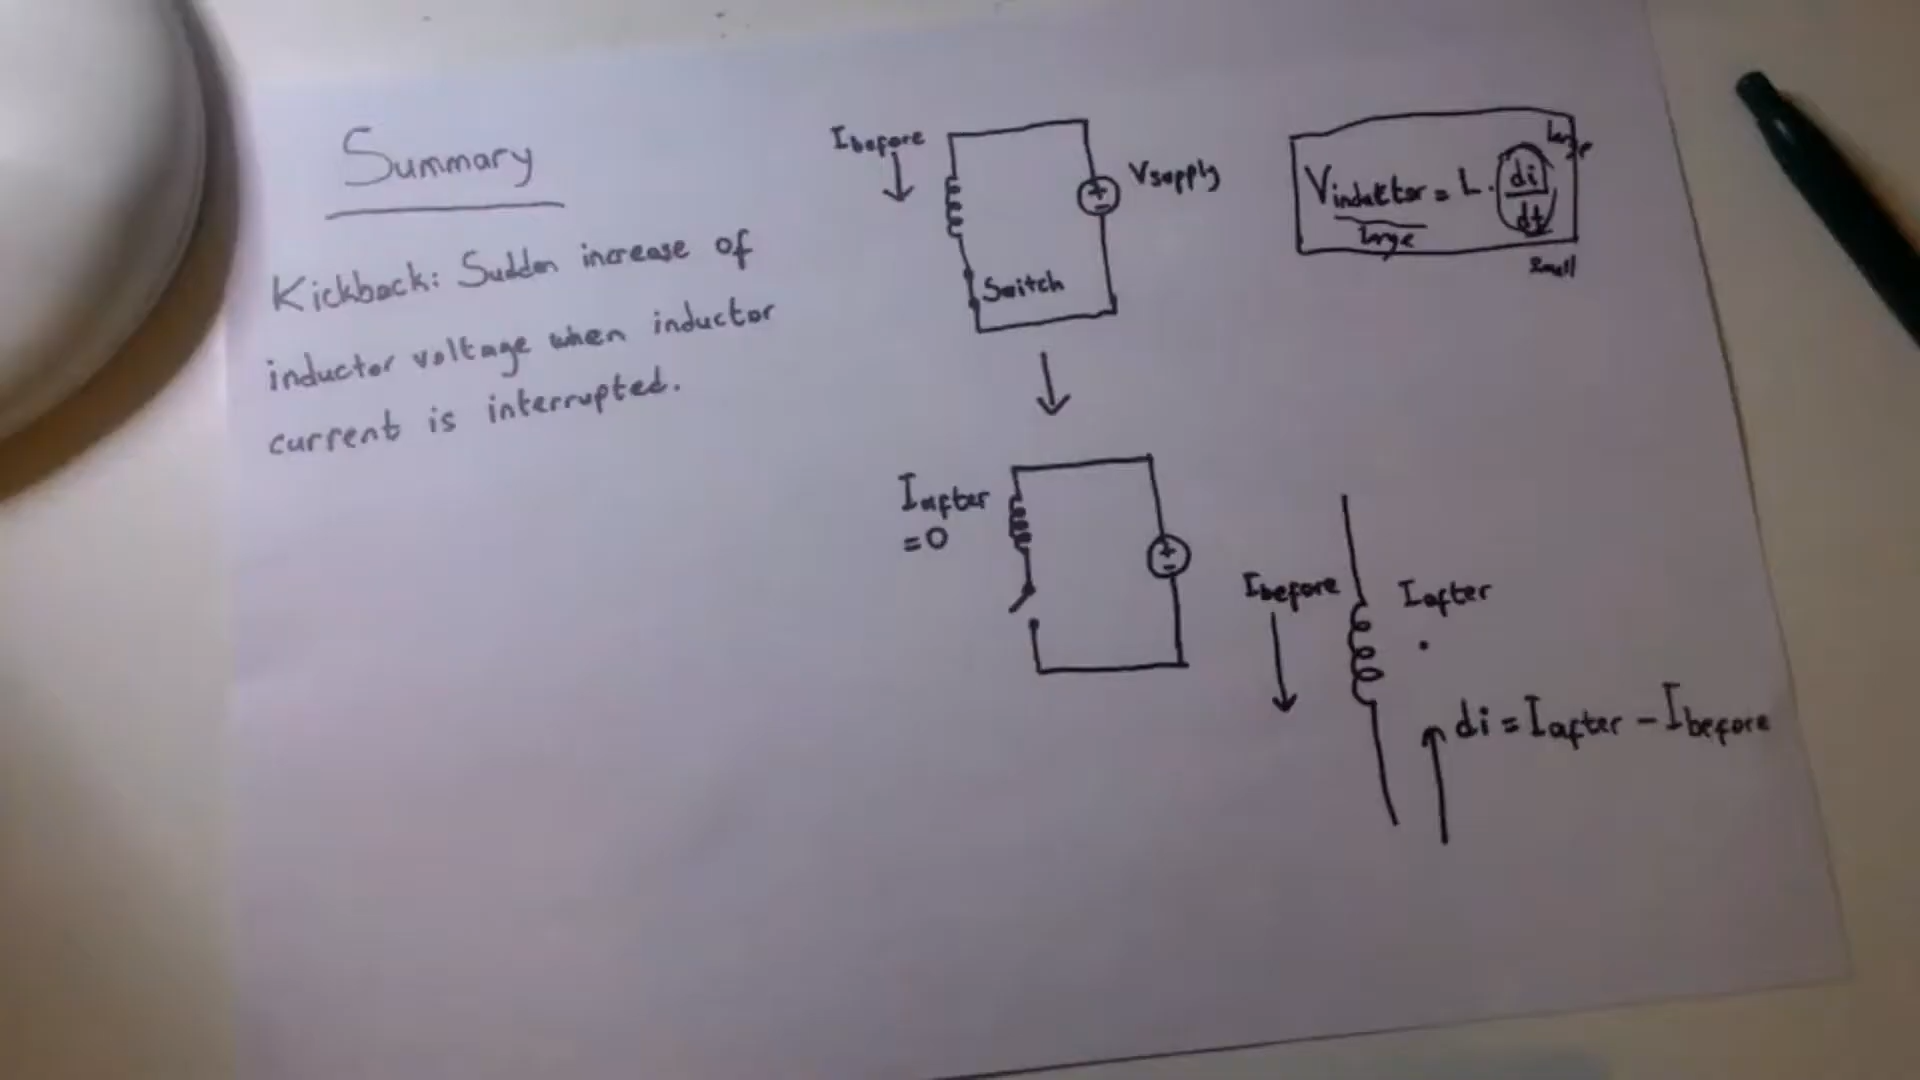 Summary
Kickback: Sudden increase of
inductor voltage when inductor
current is interrupted.
Ibefore
Vsupply
Switch
Vinductor = L . di/dt
large
large
small
Iafter
=0
Ibefore
Iafter
di = Iafter - Ibefore